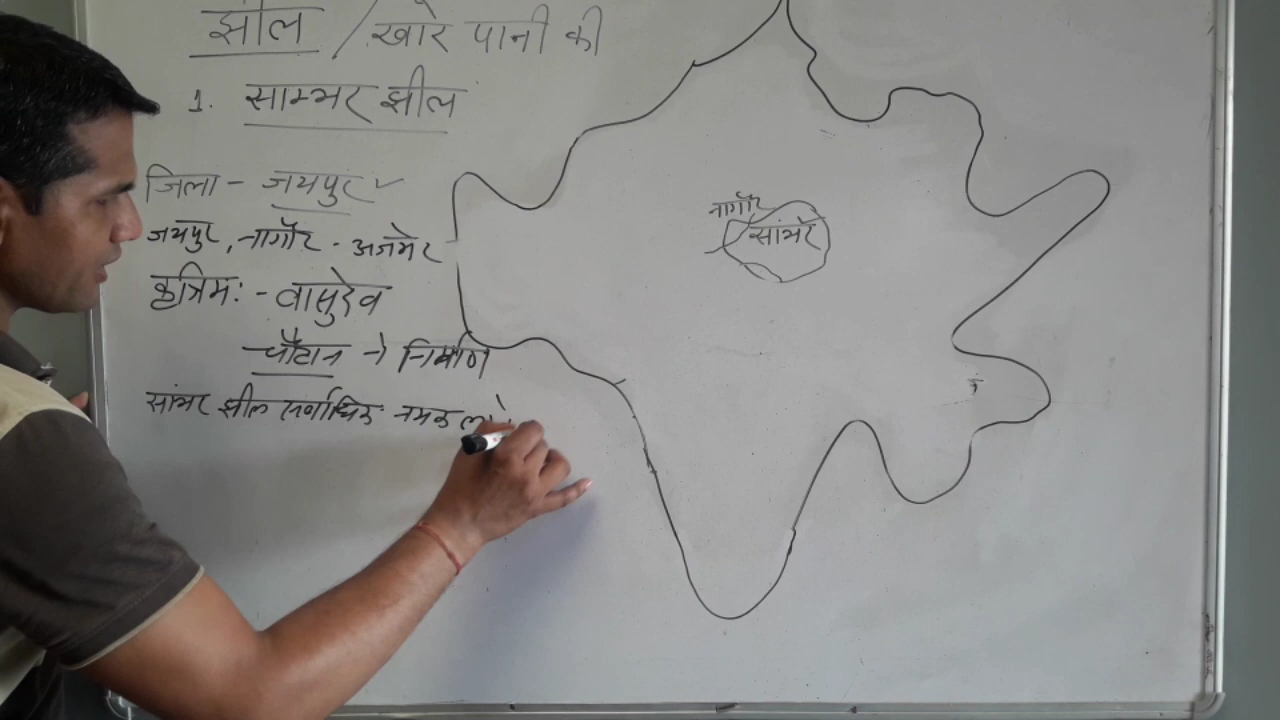 झील / खारे पानी की
1. साम्भर झील
जिला - जयपुर ✓
जयपुर, नागौर - अजमेर
कृत्रिम: - वासुदेव
चौहान ने निर्माण
सांभर झील सर्वाधिक नमक
नागौर
सांभर